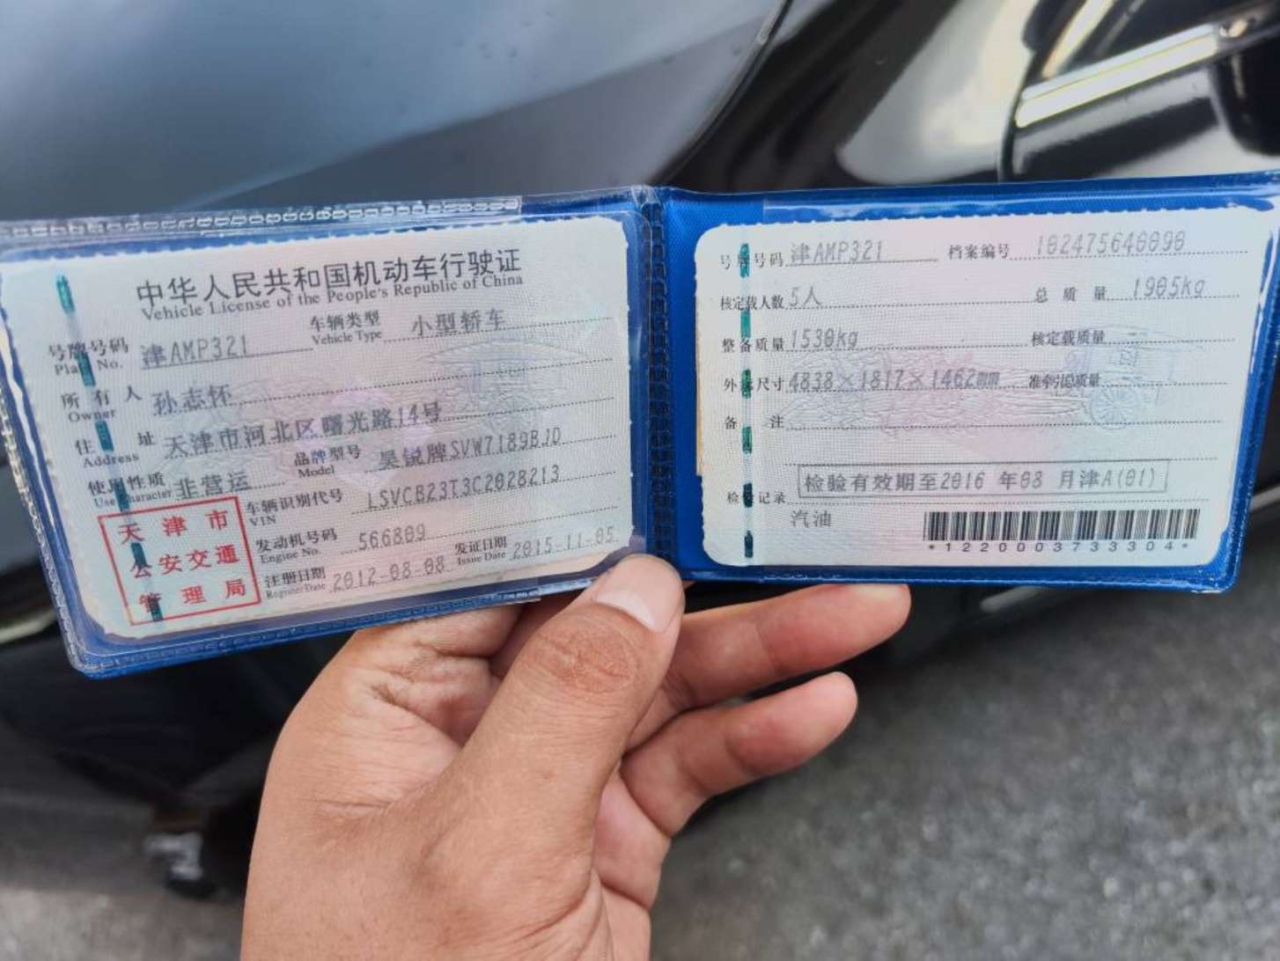 中华人民共和国机动车行驶证
Vehicle License of the People's Republic of China
号牌号码 津AMP321 车辆类型 小型轿车
Plate No. Vehicle Type
所有人 孙志怀
Owner
住址 天津市河北区曙光路14号
Address
使用性质 非营运 品牌型号 昊锐牌SVW7189BJD
Use Character Model
车辆识别代号 LSVCB23T3C2028213
VIN
发动机号码 566809
Engine No.
注册日期 2012-08-08 发证日期 2015-11-05
Register Date Issue Date
天津市
公安交通
管理局
号牌号码 津AMP321 档案编号 102475640090
核定载人数 5人 总质量 1905kg
整备质量 1530kg 核定载质量
外廓尺寸 4838×1817×1462mm 准牵引总质量
备注
检验有效期至2016 年08 月津A(01)
检验记录
汽油
*1220003733304*